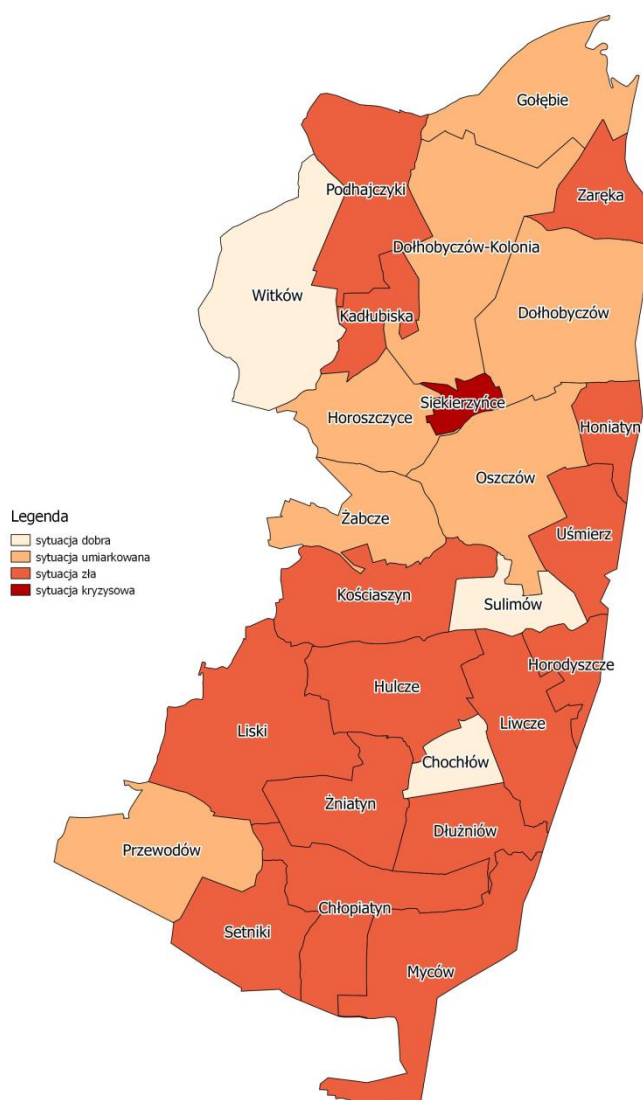 Gołębie
Podhajczyki
Zaręka
Dołhobyczów-Kolonia
Witków
Kadłubiska
Dołhobyczów
Siekierzyńce
Horoszczyce
Honiatyn
Oszczów
Legenda
sytuacja dobra
sytuacja umiarkowana
sytuacja zła
sytuacja kryzysowa
Żabcze
Uśmierz
Kościaszyn
Sulimów
Horodyszcze
Hulcze
Liski
Liwcze
Chochłów
Żniatyn
Dłużniów
Przewodów
Chłopiatyn
Setniki
Myców